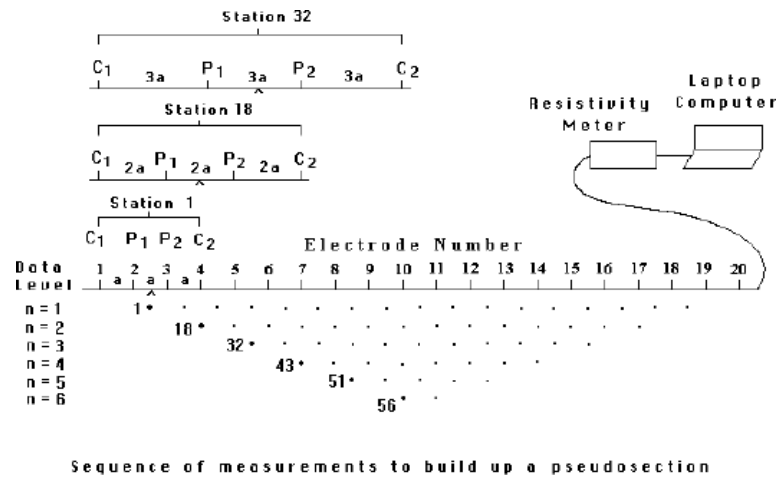 Station 32
C1 P1 P2 C2
3a 3a 3a
Station 18
Laptop
Computer
Resistivity
Meter
C1 P1 P2 C2
2a 2a 2a
Station 1
C1 P1 P2 C2
Electrode Number
Data
Level
1 2 3 4 5 6 7 8 9 10 11 12 13 14 15 16 17 18 19 20
a a a
n = 1 1
n = 2 18
n = 3 32
n = 4 43
n = 5 51
n = 6 56
Sequence of measurements to build up a pseudosection